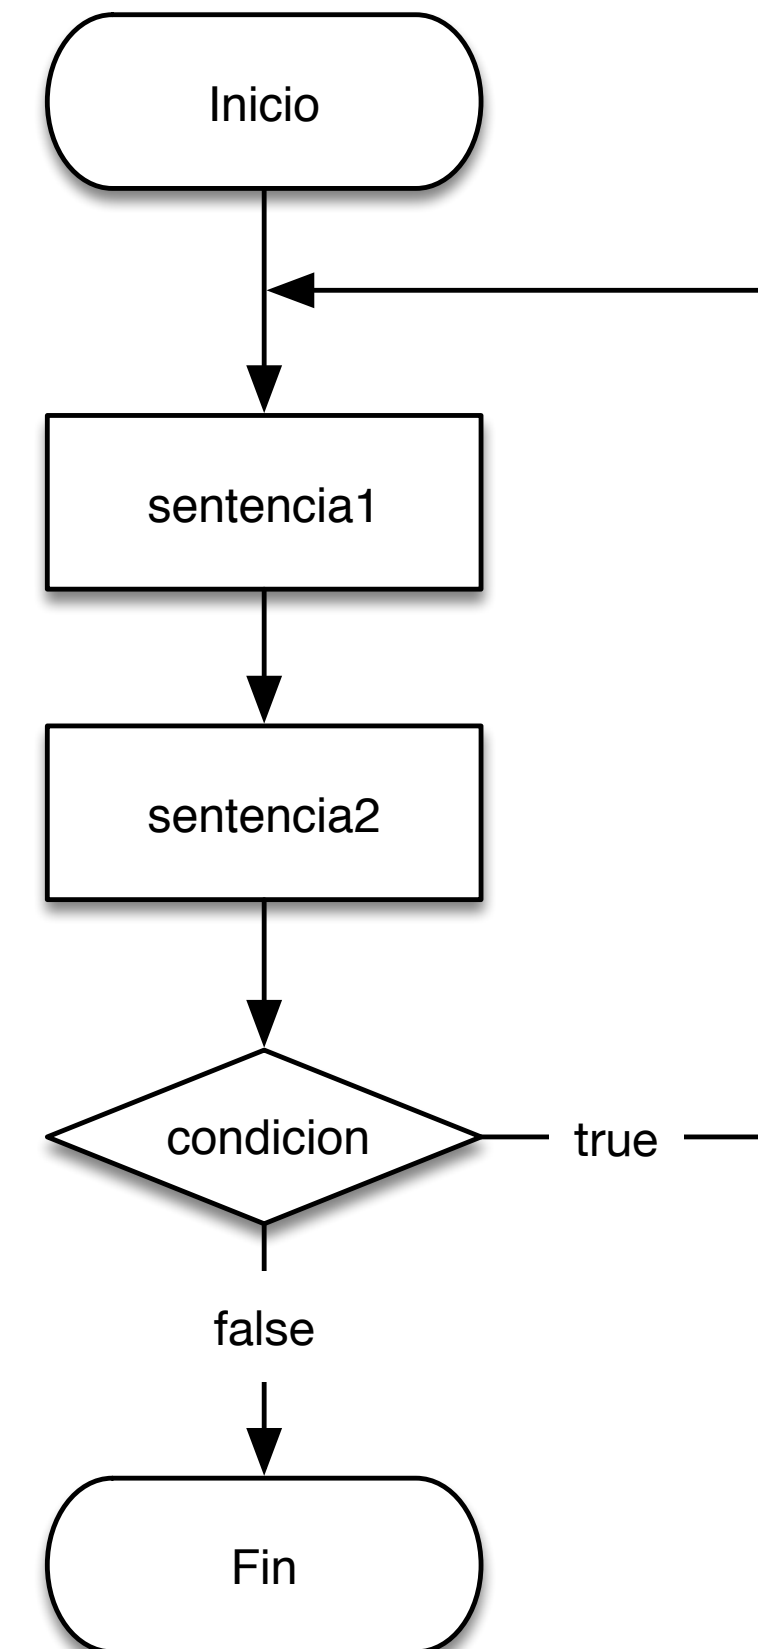 Inicio
sentencia1
sentencia2
condicion
true
false
Fin